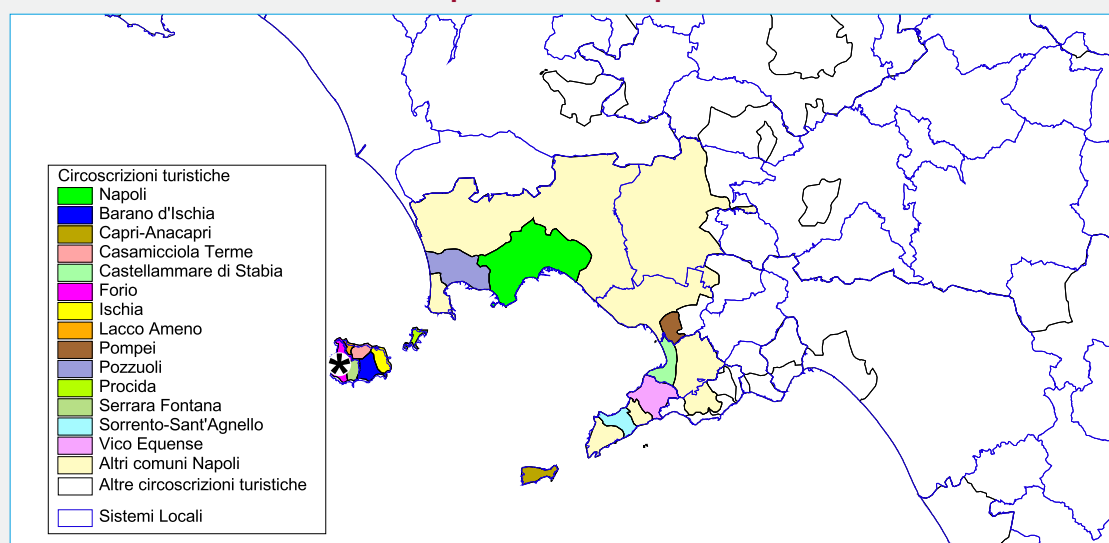 Circoscrizioni turistiche
Napoli
Barano d'Ischia
Capri-Anacapri
Casamicciola Terme
Castellammare di Stabia
Forio
Ischia
Lacco Ameno
Pompei
Pozzuoli
Procida
Serrara Fontana
Sorrento-Sant'Agnello
Vico Equense
Altri comuni Napoli
Altre circoscrizioni turistiche
Sistemi Locali
*